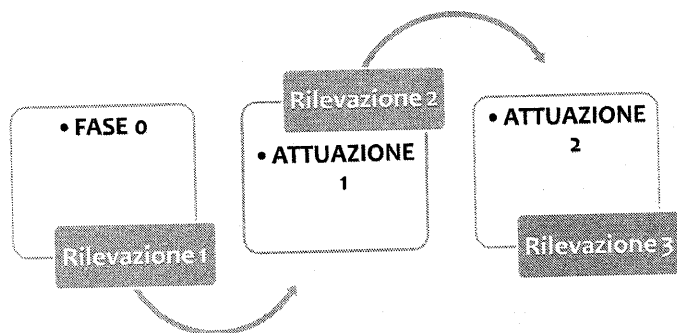 • FASE 0
Rilevazione 1
Rilevazione 2
• ATTUAZIONE
1
• ATTUAZIONE
2
Rilevazione 3